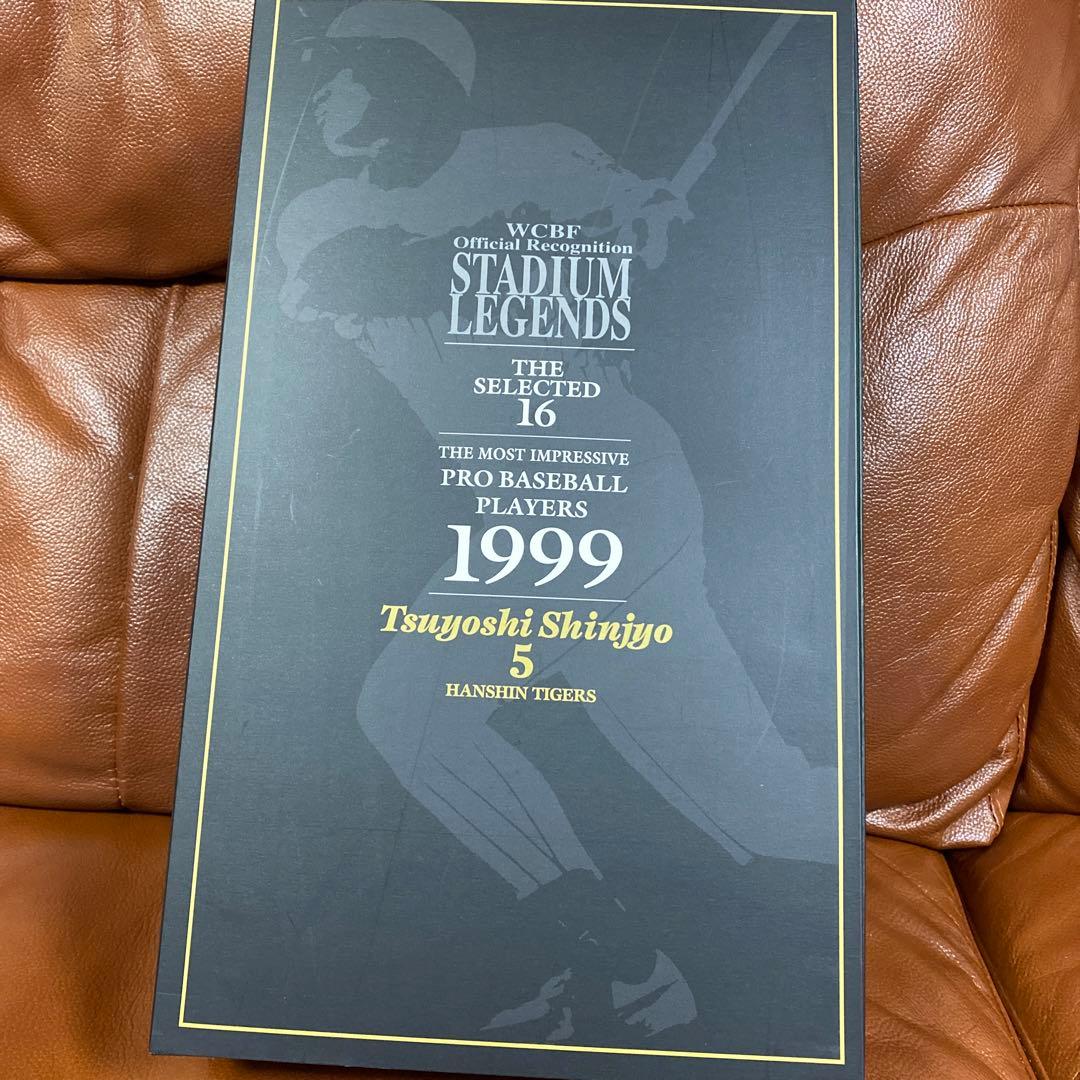 WCBF
Official Recognition
STADIUM
LEGENDS
THE
SELECTED
16
THE MOST IMPRESSIVE
PRO BASEBALL
PLAYERS
1999
Tsuyoshi Shinjyo
5
HANSHIN TIGERS